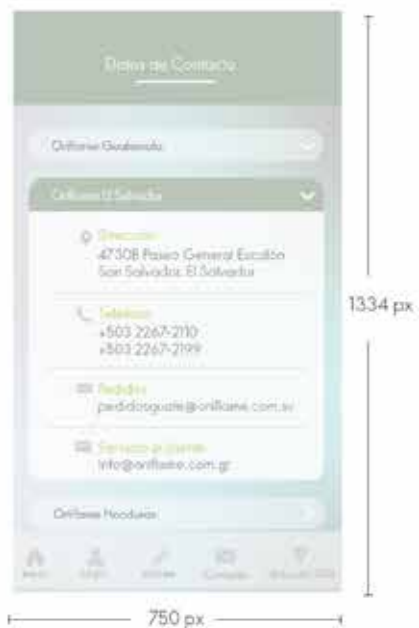 Datos de Contacto
Oriflame Guatemala
Oriflame El Salvador
Dirección
4730B Paseo General Escalón
San Salvador, El Salvador
Teléfono
+503 2267-2110
+503 2267-2199
Pedidos
pedidosguate@oriflame.com.sv
Servicio al cliente
info@oriflame.com.gt
Oriflame Honduras
Contacto
1334 px
750 px